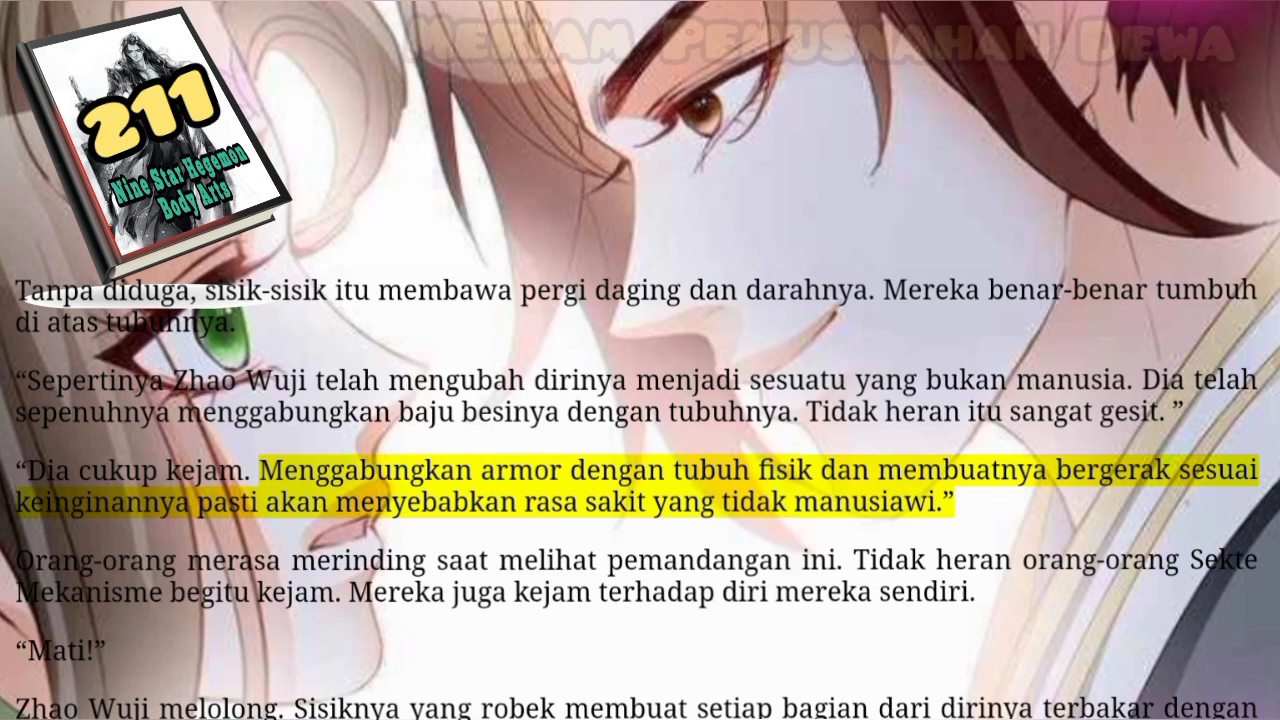 Meriam Pemusnahan Dewa
211
Nine Star Hegemon
Body Arts
Tanpa diduga, sisik-sisik itu membawa pergi daging dan darahnya. Mereka benar-benar tumbuh
di atas tubuhnya.
“Sepertinya Zhao Wuji telah mengubah dirinya menjadi sesuatu yang bukan manusia. Dia telah
sepenuhnya menggabungkan baju besinya dengan tubuhnya. Tidak heran itu sangat gesit. ”
“Dia cukup kejam. Menggabungkan armor dengan tubuh fisik dan membuatnya bergerak sesuai
keinginannya pasti akan menyebabkan rasa sakit yang tidak manusiawi.”
Orang-orang merasa merinding saat melihat pemandangan ini. Tidak heran orang-orang Sekte
Mekanisme begitu kejam. Mereka juga kejam terhadap diri mereka sendiri.
“Mati!”
Zhao Wuji melolong. Sisiknya yang robek membuat setiap bagian dari dirinya terbakar dengan